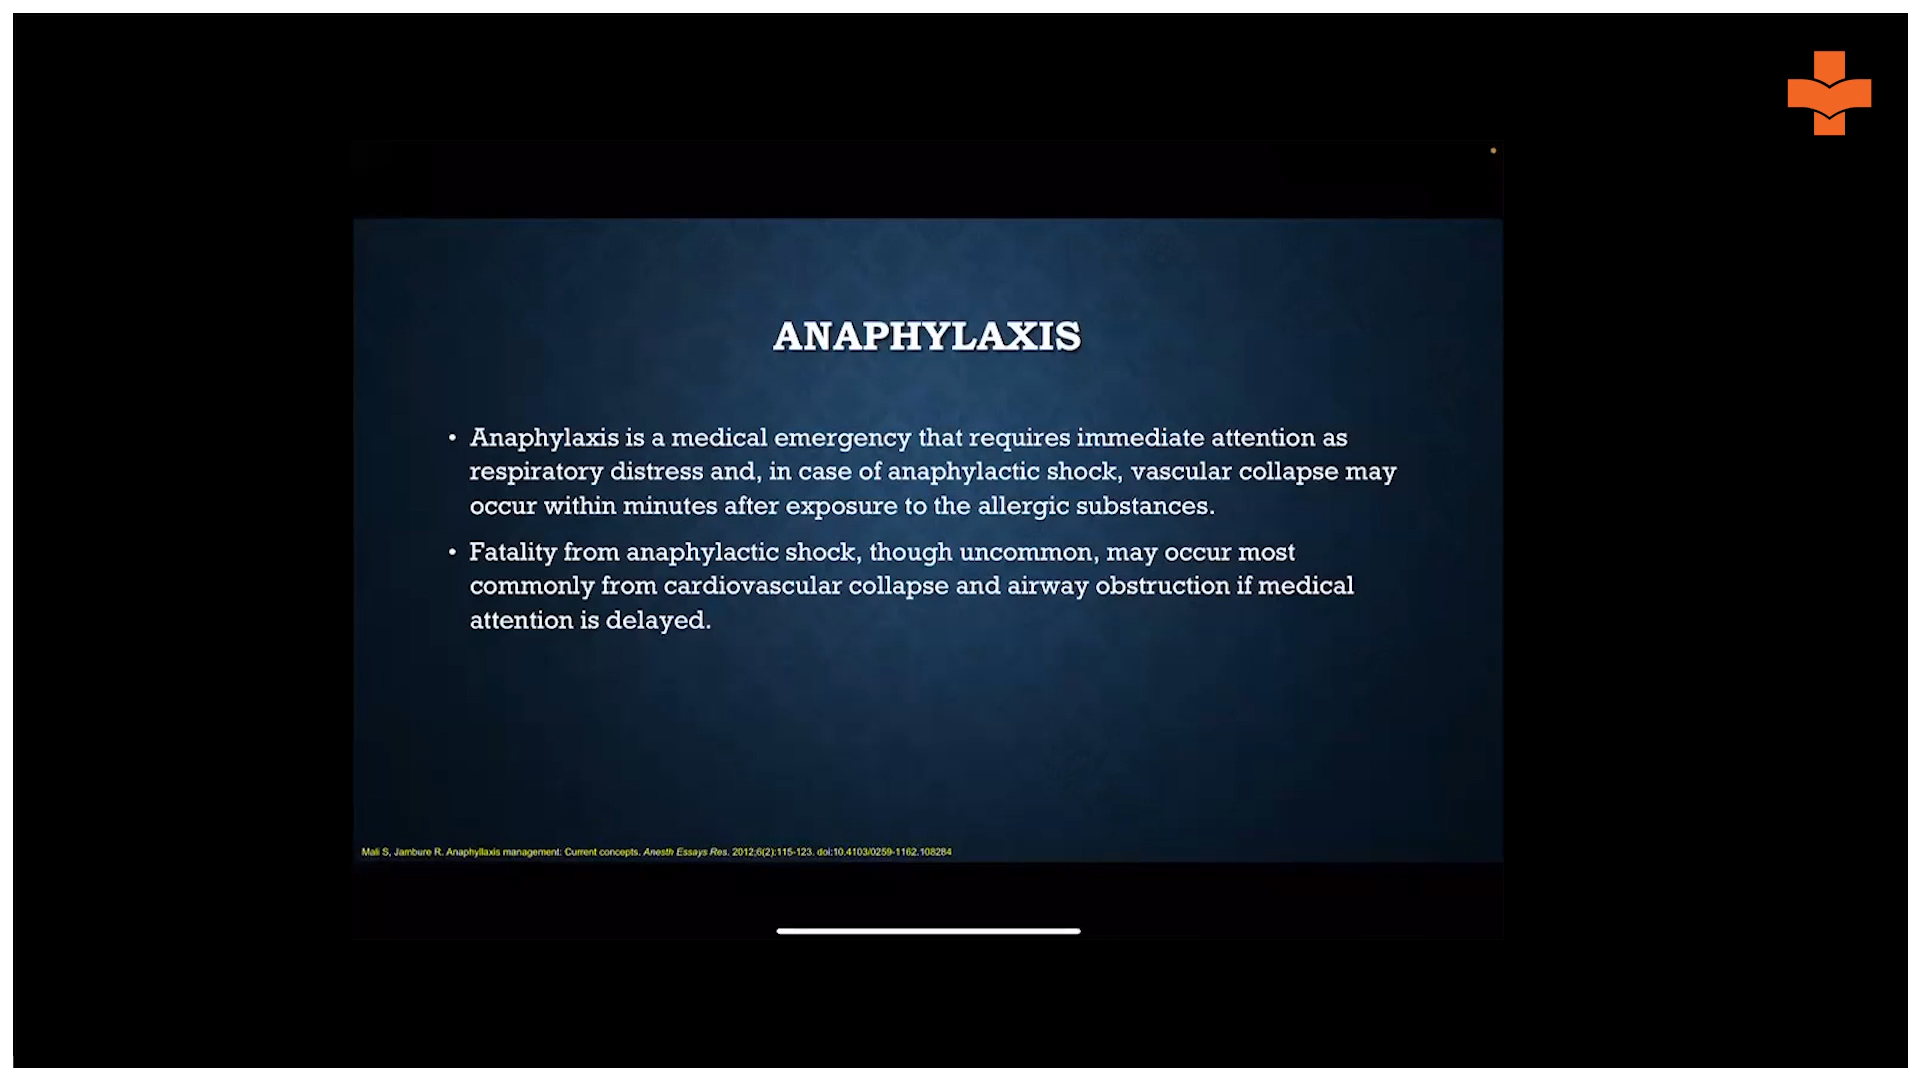 ANAPHYLAXIS
• Anaphylaxis is a medical emergency that requires immediate attention as
respiratory distress and, in case of anaphylactic shock, vascular collapse may
occur within minutes after exposure to the allergic substances.
• Fatality from anaphylactic shock, though uncommon, may occur most
commonly from cardiovascular collapse and airway obstruction if medical
attention is delayed.
Mali S, Jambure R. Anaphyllaxis management: Current concepts. Anesth Essays Res. 2012;6(2):115-123. doi:10.4103/0259-1162.108284